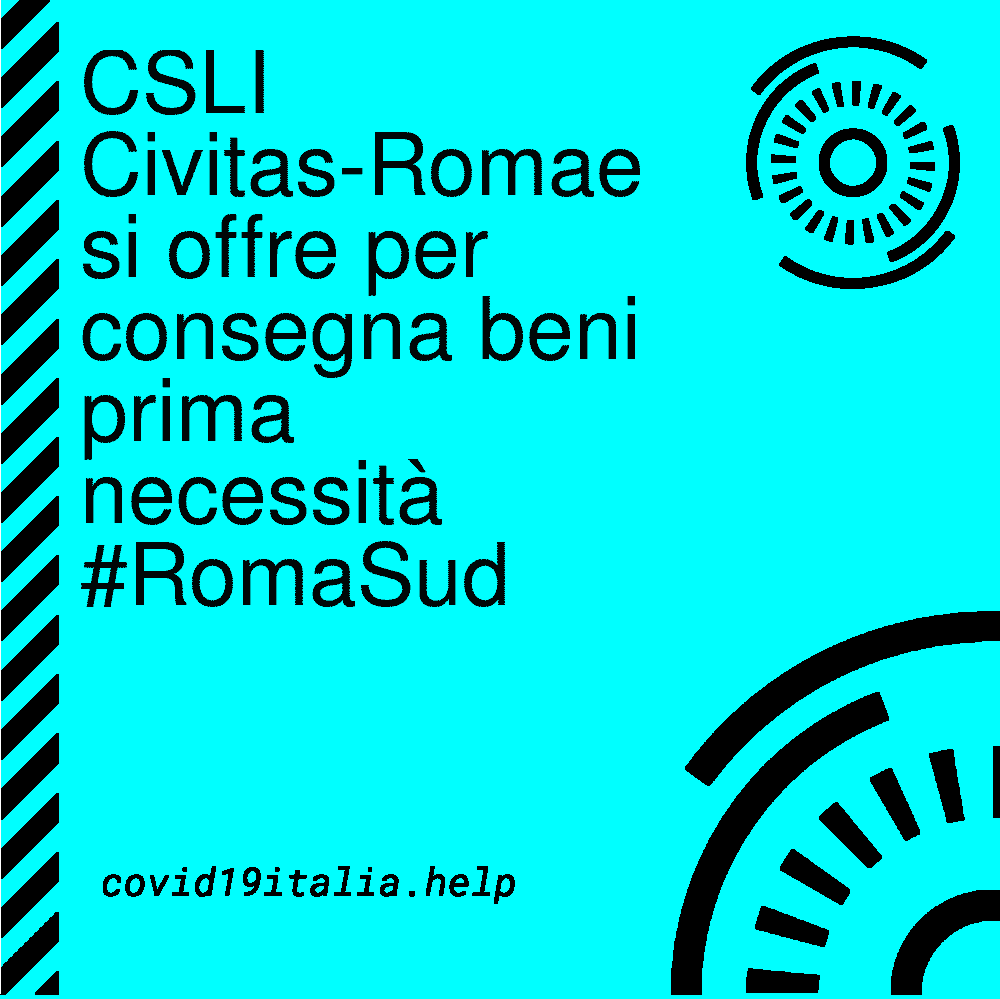 CSLI
Civitas-Romae
si offre per
consegna beni
prima
necessità
#RomaSud
covid19italia.help